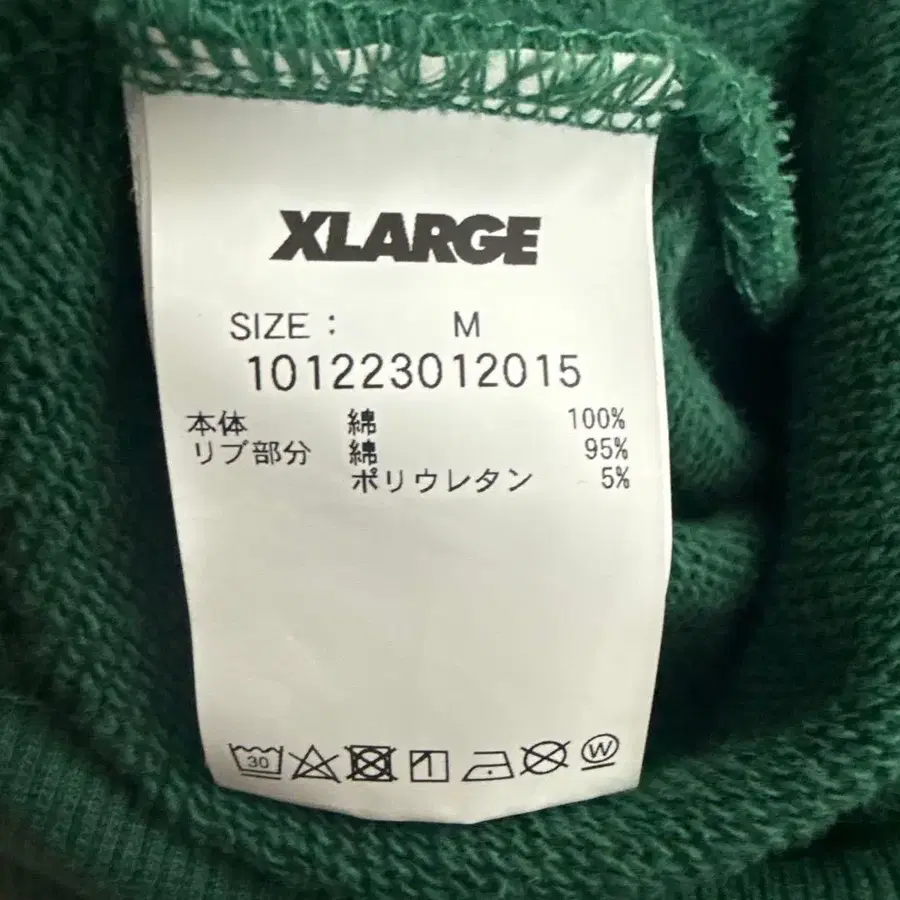 XLARGE
SIZE : M
101223012015
本体 綿 100%
リブ部分 綿 95%
ポリウレタン 5%
30 W